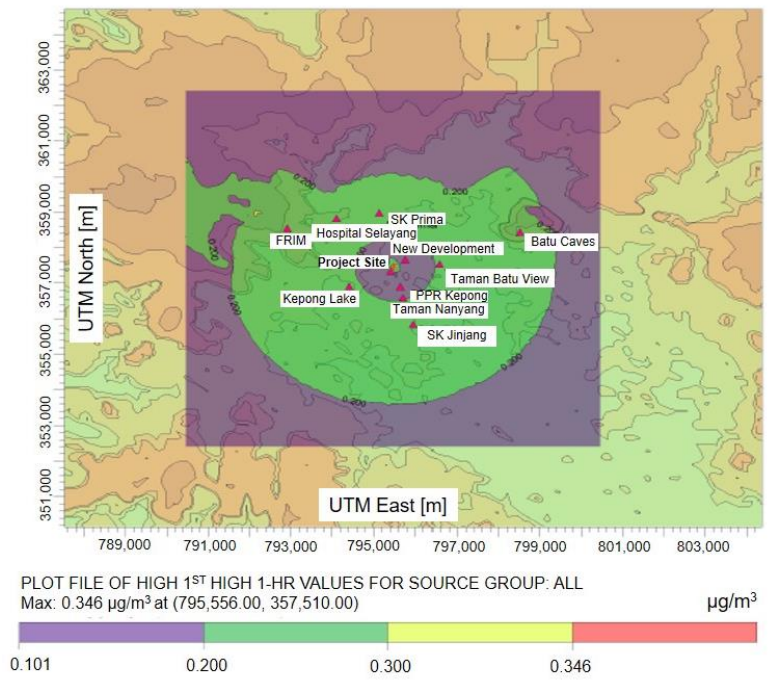 363,000
361,000
359,000
357,000
355,000
353,000
351,000
UTM North [m]
0.200
0.200
0.200
0.200
0.200
0.200
SK Prima
Hospital Selayang
FRIM
Batu Caves
New Development
Project Site
Taman Batu View
Kepong Lake
PPR Kepong
Taman Nanyang
SK Jinjang
UTM East [m]
789,000 791,000 793,000 795,000 797,000 799,000 801,000 803,000
PLOT FILE OF HIGH 1ST HIGH 1-HR VALUES FOR SOURCE GROUP: ALL
Max: 0.346 µg/m³ at (795,556.00, 357,510.00)
µg/m³
0.101 0.200 0.300 0.346